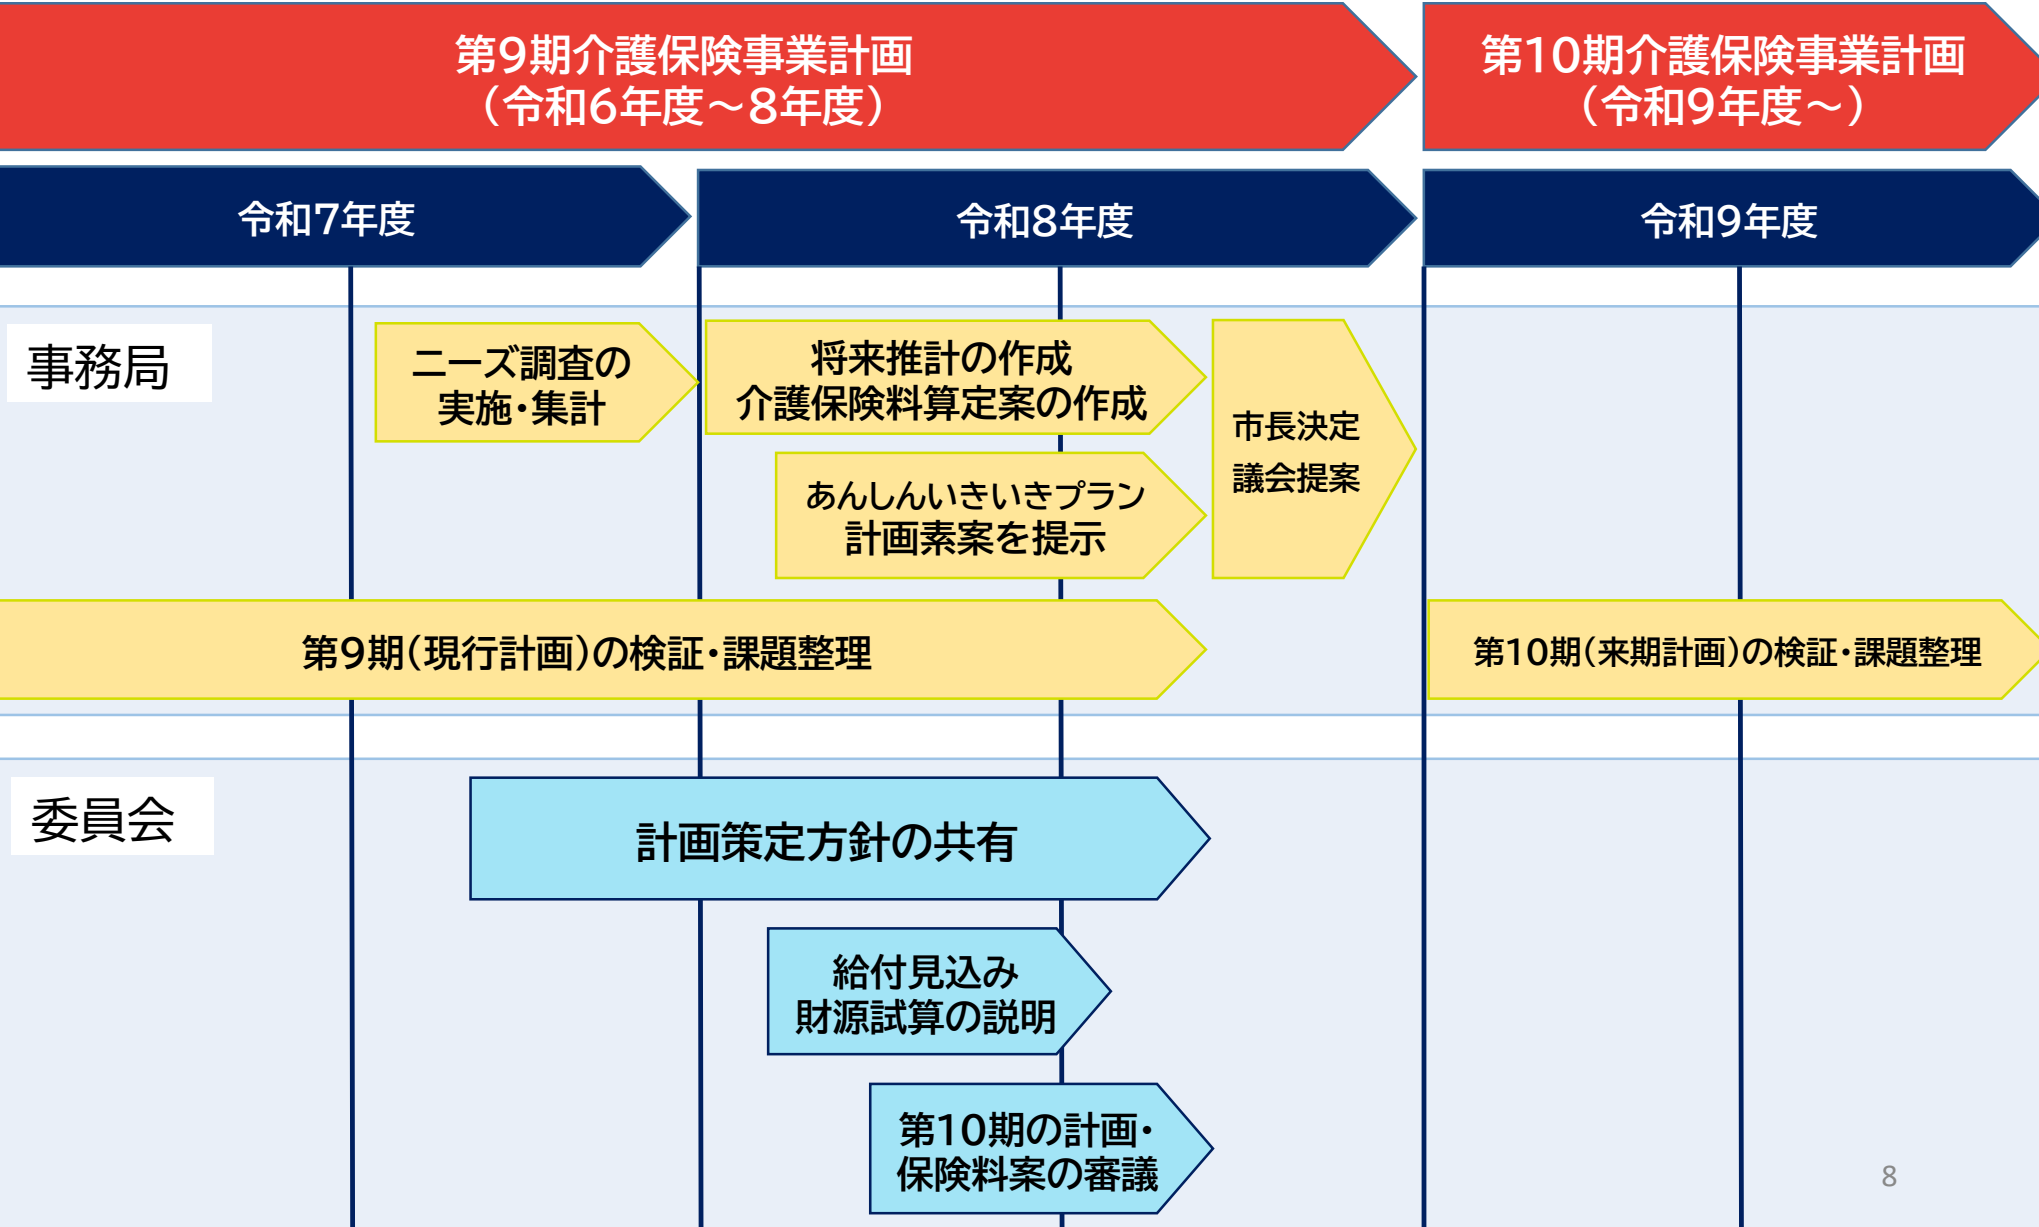 第9期介護保険事業計画
（令和6年度～8年度）
第10期介護保険事業計画
（令和9年度～）
令和7年度
令和8年度
令和9年度
事務局
ニーズ調査の
実施・集計
将来推計の作成
介護保険料算定案の作成
市長決定
議会提案
あんしんいきいきプラン
計画素案を提示
第9期（現行計画）の検証・課題整理
第10期（来期計画）の検証・課題整理
委員会
計画策定方針の共有
給付見込み
財源試算の説明
第10期の計画・
保険料案の審議
8